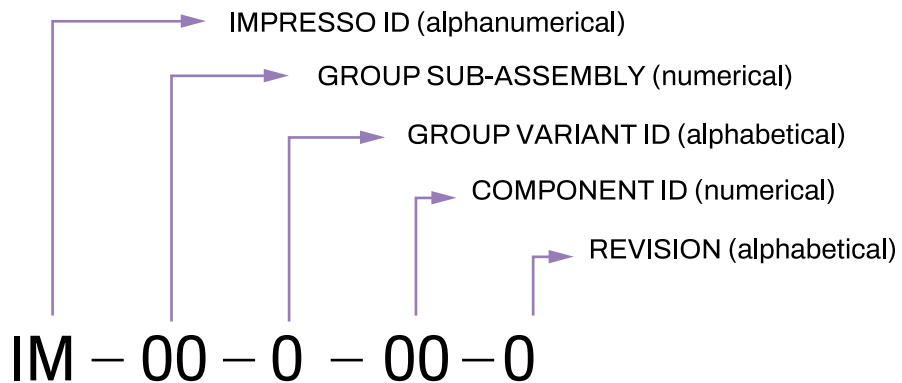 IMPRESSO ID (alphanumerical)
GROUP SUB-ASSEMBLY (numerical)
GROUP VARIANT ID (alphabetical)
COMPONENT ID (numerical)
REVISION (alphabetical)
IM – 00 – 0 – 00 – 0